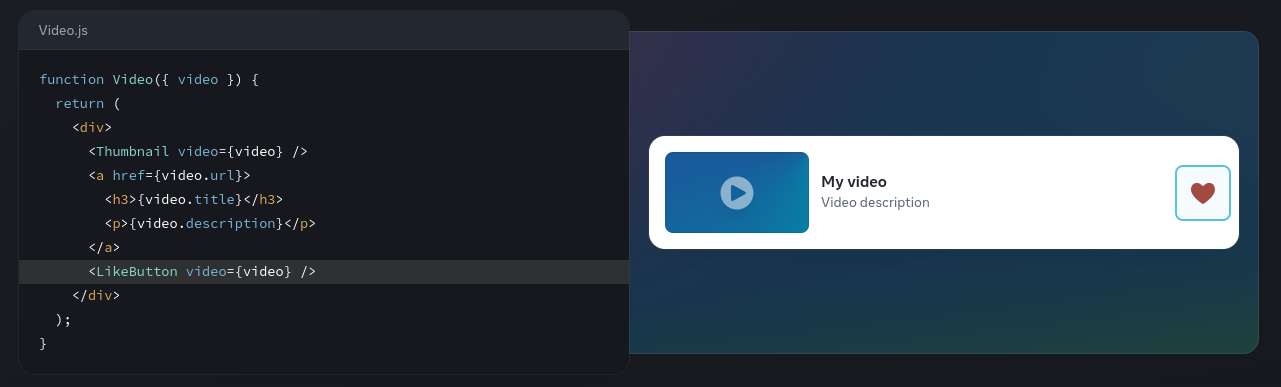 Video.js
function Video({ video }) {
  return (
    <div>
      <Thumbnail video={video} />
      <a href={video.url}>
        <h3>{video.title}</h3>
        <p>{video.description}</p>
      </a>
      <LikeButton video={video} />
    </div>
  );
}
My video
Video description